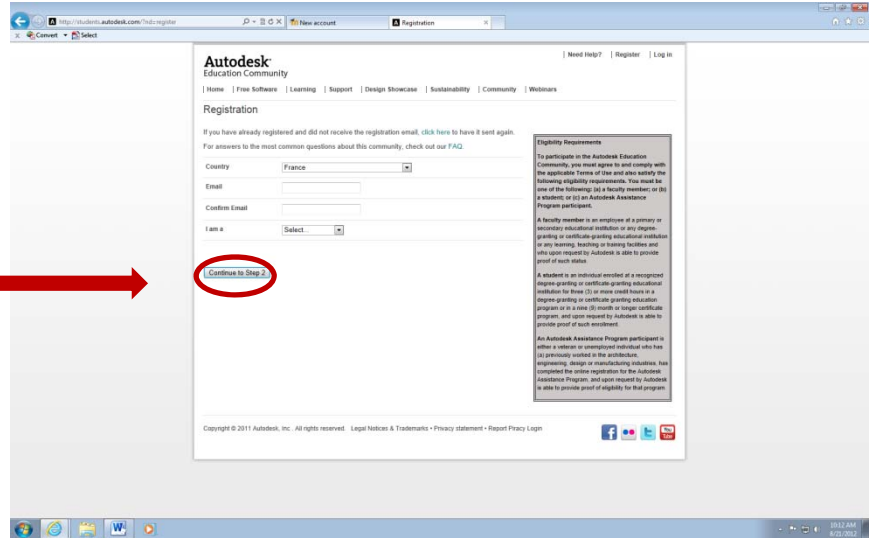 http://students.autodesk.com/?nd=register
New account
Registration
Convert
Select
Autodesk
Education Community
| Need Help? | Register | Log in
| Home | Free Software | Learning | Support | Design Showcase | Sustainability | Community | Webinars
Registration
If you have already registered and did not receive the registration email, click here to have it sent again.
For answers to the most common questions about this community, check out our FAQ.
Country
France
Email
Confirm Email
I am a
Select...
Continue to Step 2
Eligibility Requirements
To participate in the Autodesk Education
Community, you must agree to and comply with
the applicable Terms of Use and also satisfy the
following eligibility requirements. You must be
one of the following: (a) a faculty member; or (b)
a student; or (c) an Autodesk Assistance
Program participant.
A faculty member is an employee at a primary or
secondary educational institution or any degree-
granting or certificate-granting educational institution
or any learning, teaching or training facilities and
who upon request by Autodesk is able to provide
proof of such status.
A student is an individual enrolled at a recognized
degree-granting or certificate-granting educational
institution for three (3) or more credit hours in a
degree-granting or certificate granting education
program or in a nine (9) month or longer certificate
program, and upon request by Autodesk is able to
provide proof of such enrollment.
An Autodesk Assistance Program participant is
either a veteran or unemployed individual who has
(a) previously worked in the architecture,
engineering, design or manufacturing industries, has
completed the online registration for the Autodesk
Assistance Program, and upon request by Autodesk
is able to provide proof of eligibility for that program
Copyright © 2011 Autodesk, Inc . All rights reserved. Legal Notices & Trademarks • Privacy statement • Report Piracy Login
You
Tube
10:12 AM
8/21/2012